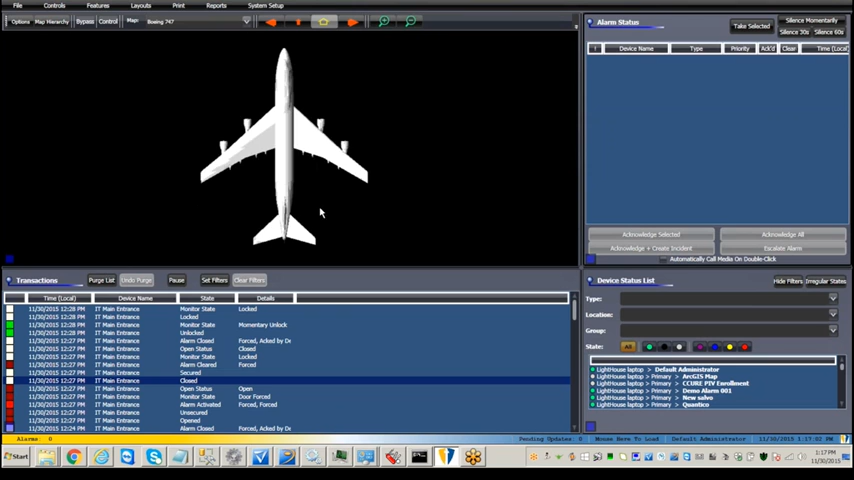 File Controls Features Layouts Print Reports System Setup
Options Map Hierarchy Bypass Control Map: Boeing 747
Alarm Status
Take Selected
Silence Momentarily
Silence 30s Silence 60s
! Device Name Type Priority Ack'd Clear Time (Local)
Acknowledge Selected Acknowledge All
Acknowledge + Create Incident Escalate Alarm
Automatically Call Media On Double-Click
Transactions Purge List Undo Purge Pause Set Filters Clear Filters
Time (Local) Device Name State Details
11/30/2015 12:28 PM IT Main Entrance Monitor State Locked
11/30/2015 12:28 PM IT Main Entrance Locked
11/30/2015 12:28 PM IT Main Entrance Monitor State Momentary Unlock
11/30/2015 12:28 PM IT Main Entrance Unlocked
11/30/2015 12:27 PM IT Main Entrance Alarm Closed Forced, Acked by De
11/30/2015 12:27 PM IT Main Entrance Open Status Closed
11/30/2015 12:27 PM IT Main Entrance Monitor State Locked
11/30/2015 12:27 PM IT Main Entrance Alarm Cleared Forced
11/30/2015 12:27 PM IT Main Entrance Secured
11/30/2015 12:27 PM IT Main Entrance Closed
11/30/2015 12:27 PM IT Main Entrance Open Status Open
11/30/2015 12:27 PM IT Main Entrance Monitor State Door Forced
11/30/2015 12:27 PM IT Main Entrance Alarm Activated Forced, Forced
11/30/2015 12:27 PM IT Main Entrance Unsecured
11/30/2015 12:27 PM IT Main Entrance Opened
11/30/2015 12:24 PM IT Main Entrance Alarm Closed Forced, Acked by De
Device Status List Hide Filters Irregular States
Type:
Location:
Group:
State: All
LightHouse laptop > Default Administrator
LightHouse laptop > Primary > ArcGIS Map
LightHouse laptop > Primary > CCURE PIV Enrollment
LightHouse laptop > Primary > Demo Alarm 001
LightHouse laptop > Primary > New salvo
LightHouse laptop > Primary > Quantico
Alarms: 0 Pending Updates: 0 Mouse Here To Load Default Administrator 11/30/2015 1:17:02 PM
Start
1:17 PM
11/30/2015